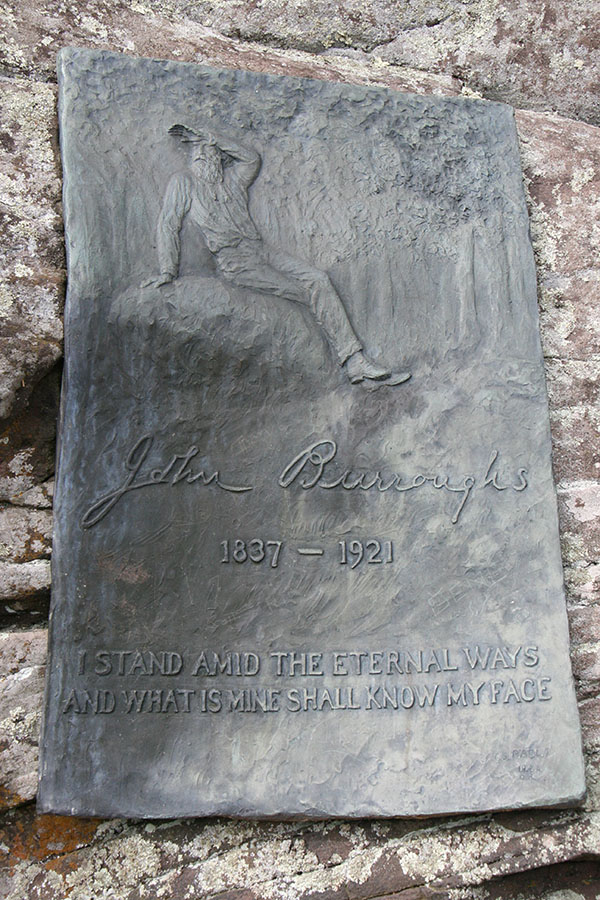 John Burroughs
1837 — 1921
I STAND AMID THE ETERNAL WAYS
AND WHAT IS MINE SHALL KNOW MY FACE